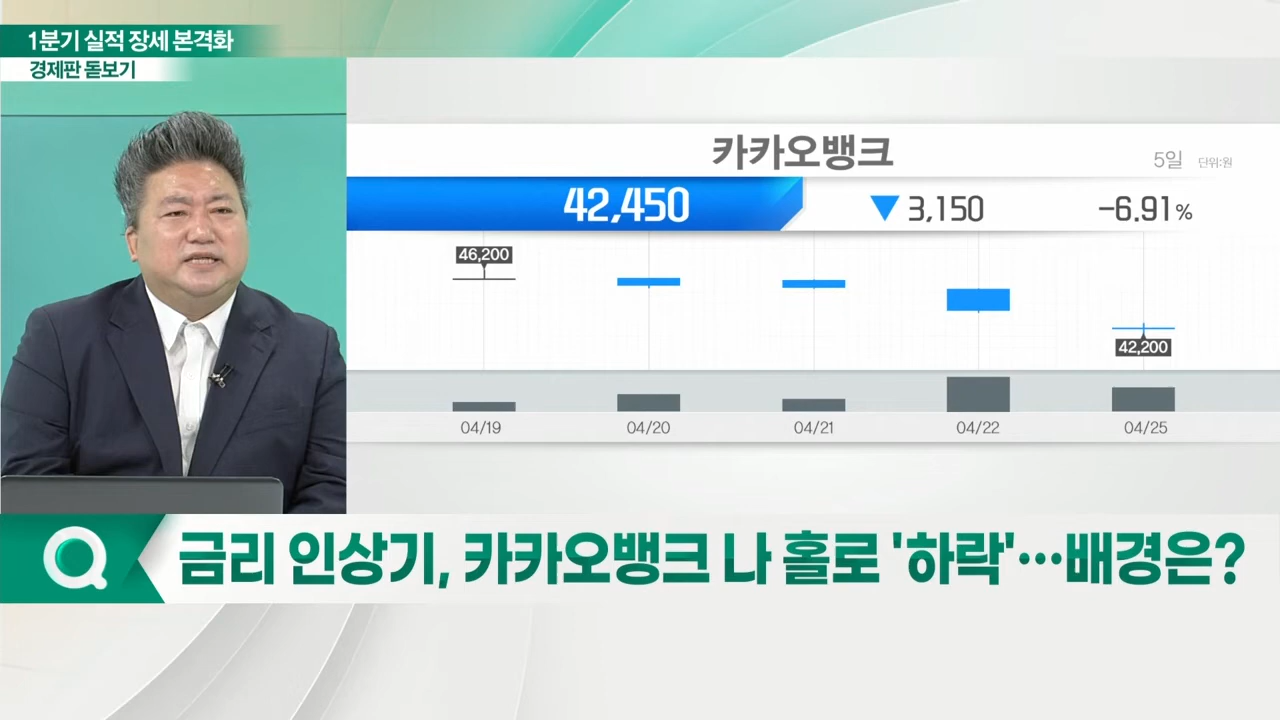 1분기 실적 장세 본격화
경제판 돋보기
카카오뱅크
5일 단위:원
42,450 ▼3,150 -6.91%
46,200
42,200
04/19 04/20 04/21 04/22 04/25
Q 금리 인상기, 카카오뱅크 나 홀로 '하락'…배경은?